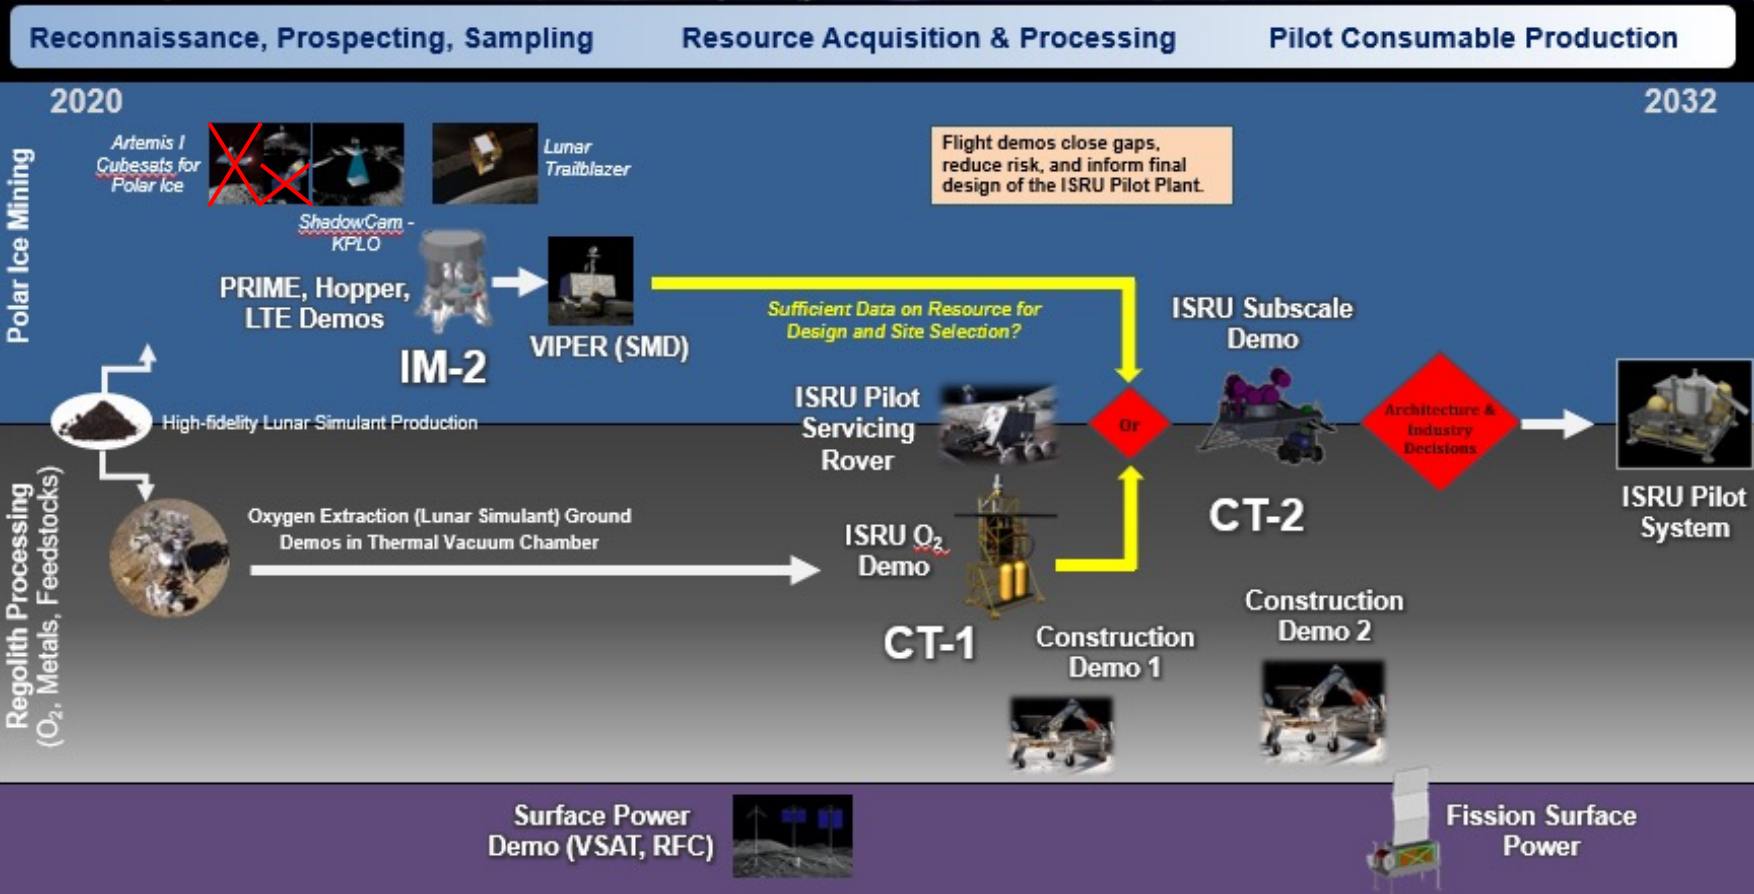 Reconnaissance, Prospecting, Sampling
Resource Acquisition & Processing
Pilot Consumable Production
2020
2032
Polar Ice Mining
Artemis I
Cubesats for
Polar Ice
Lunar
Trailblazer
ShadowCam -
KPLO
Flight demos close gaps,
reduce risk, and inform final
design of the ISRU Pilot Plant.
PRIME, Hopper,
LTE Demos
IM-2
VIPER (SMD)
Sufficient Data on Resource for
Design and Site Selection?
ISRU Subscale
Demo
High-fidelity Lunar Simulant Production
ISRU Pilot
Servicing
Rover
Or
Architecture &
Industry
Decisions
CT-2
ISRU Pilot
System
Regolith Processing
(O₂, Metals, Feedstocks)
Oxygen Extraction (Lunar Simulant) Ground
Demos in Thermal Vacuum Chamber
ISRU O₂
Demo
CT-1
Construction
Demo 1
Construction
Demo 2
Surface Power
Demo (VSAT, RFC)
Fission Surface
Power